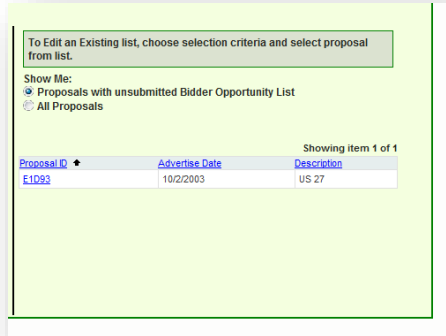 To Edit an Existing list, choose selection criteria and select proposal
from list.
Show Me:
Proposals with unsubmitted Bidder Opportunity List
All Proposals
Showing item 1 of 1
Proposal ID Advertise Date Description
E1D93 10/2/2003 US 27